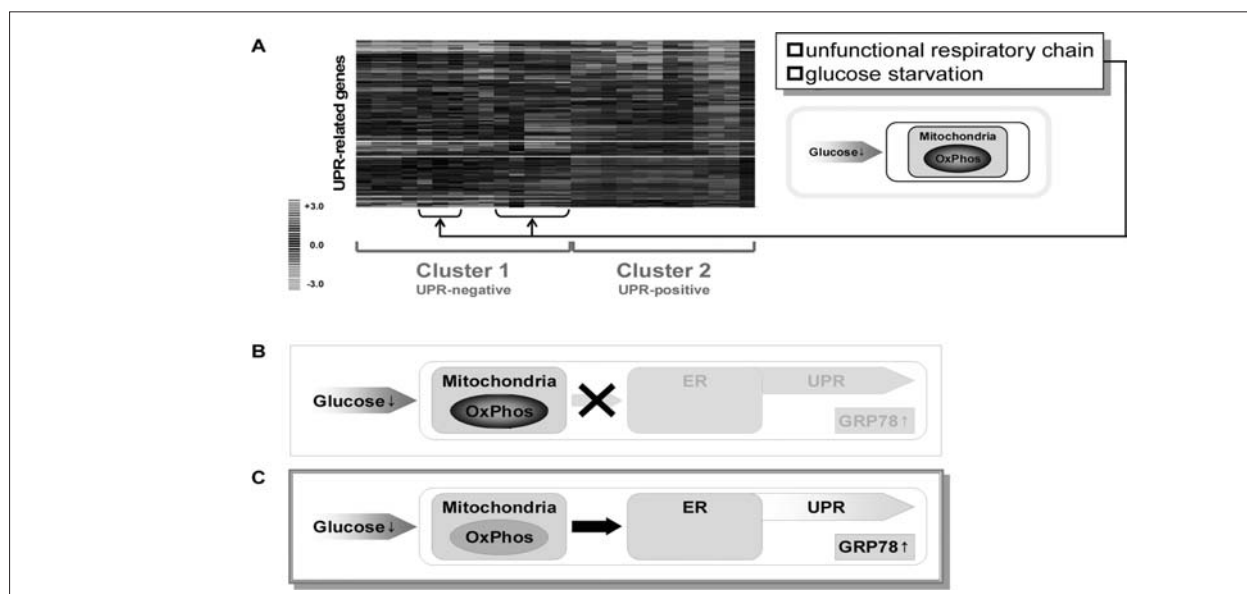 A
UPR-related genes
+3.0
0.0
-3.0
Cluster 1
UPR-negative
Cluster 2
UPR-positive
unfunctional respiratory chain
glucose starvation
Glucose↓
Mitochondria
OxPhos
B
Glucose↓
Mitochondria
OxPhos
ER
UPR
GRP78↑
C
Glucose↓
Mitochondria
OxPhos
ER
UPR
GRP78↑